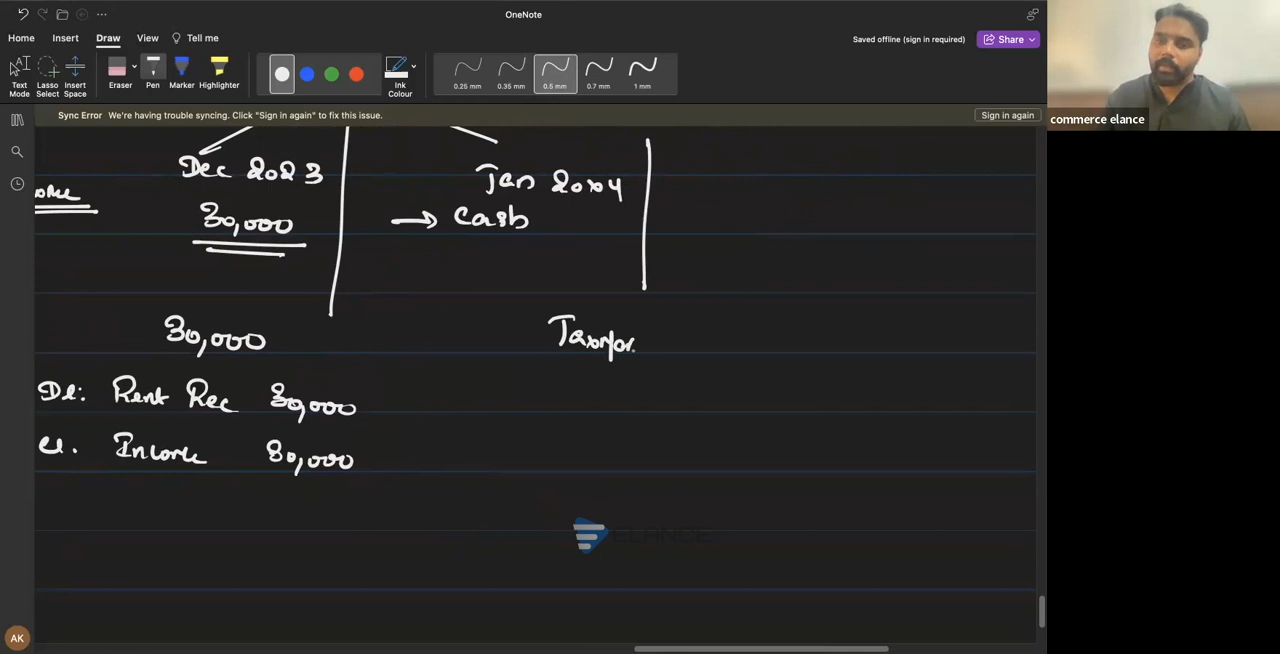 OneNote
Home Insert Draw View Tell me
Saved offline (sign in required) Share
Text Mode Lasso Select Insert Space Eraser Pen Marker Highlighter Ink Colour 0.25 mm 0.35 mm 0.5 mm 0.7 mm 1 mm
Sync Error We're having trouble syncing. Click "Sign in again" to fix this issue. Sign in again
commerce elance
Dec 2023 Jan 2024
30,000 → Cash
30,000
Dr: Rent Rec 30,000
Cr. Income 30,000
ELANCE
AK